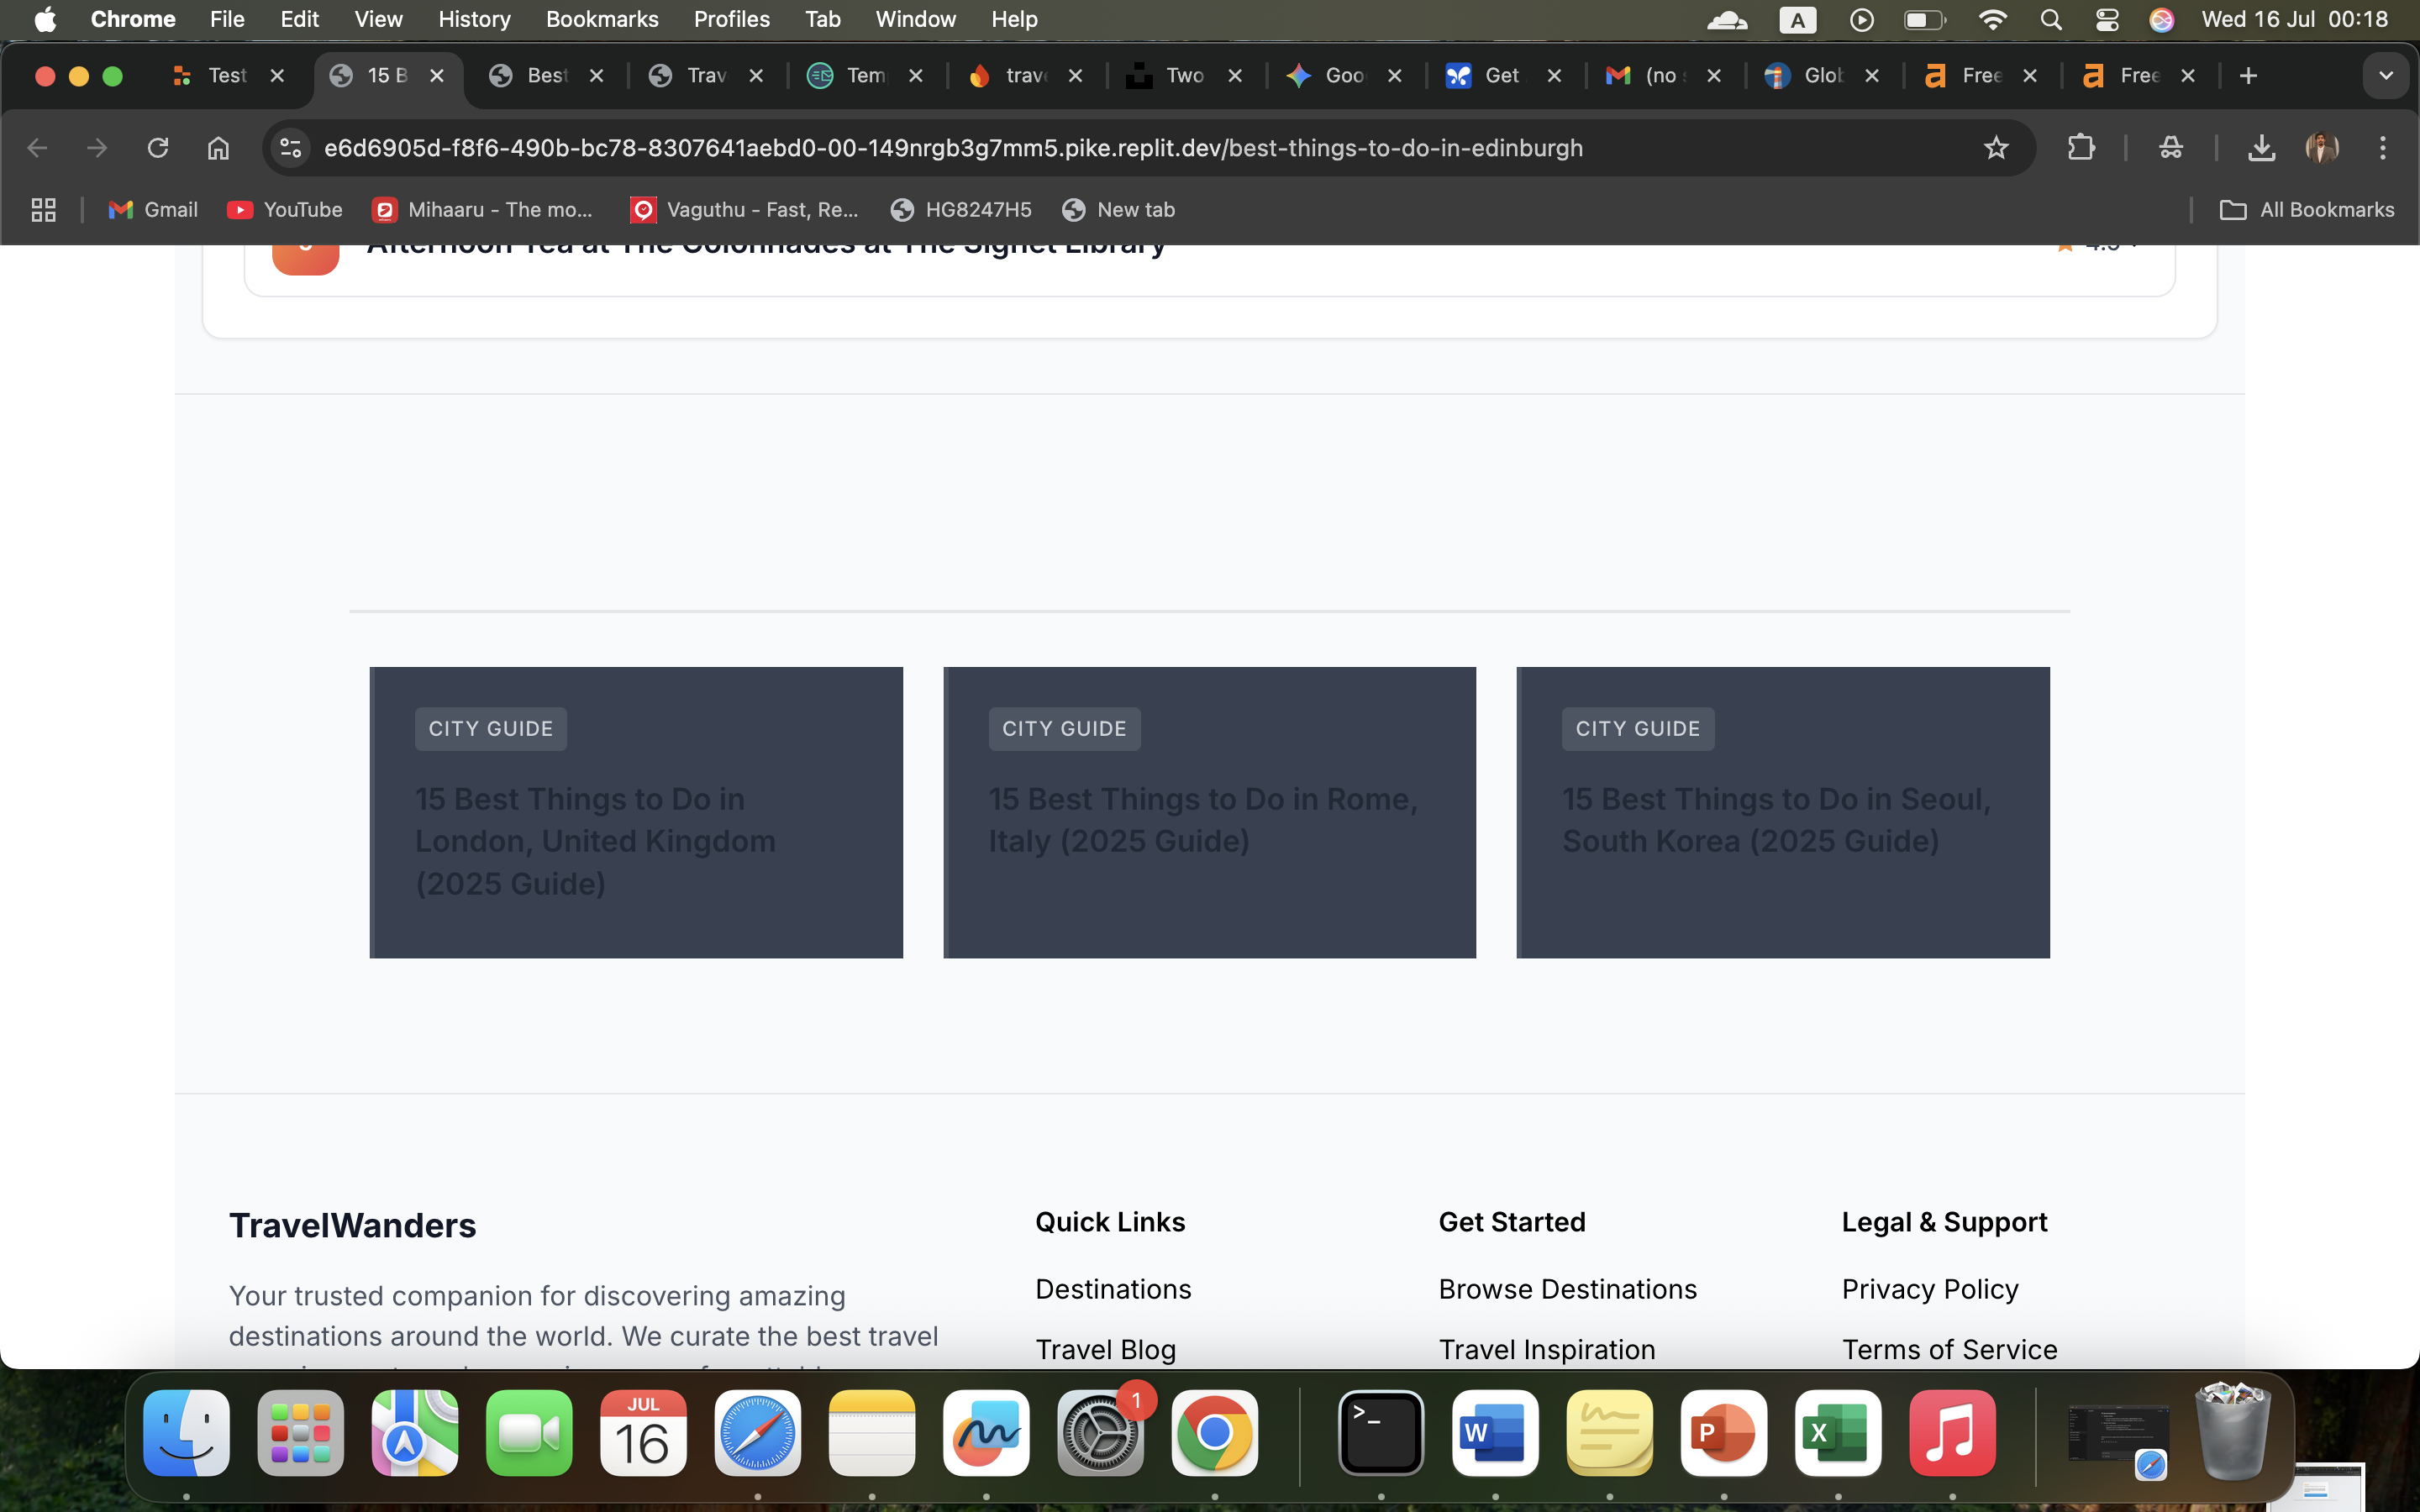 Chrome File Edit View History Bookmarks Profiles Tab Window Help
A
Wed 16 Jul 00:18
Test
15 B
Best
Trav
Tem
trav
Two
Goo
Get
(no
Glob
Free
Free
e6d6905d-f8f6-490b-bc78-8307641aebd0-00-149nrgb3g7mm5.pike.replit.dev/best-things-to-do-in-edinburgh
Gmail
YouTube
Mihaaru - The mo...
Vaguthu - Fast, Re...
HG8247H5
New tab
All Bookmarks
Afternoon Tea at The Colonnades at The Signet Library
CITY GUIDE
15 Best Things to Do in
London, United Kingdom
(2025 Guide)
CITY GUIDE
15 Best Things to Do in Rome,
Italy (2025 Guide)
CITY GUIDE
15 Best Things to Do in Seoul,
South Korea (2025 Guide)
TravelWanders
Your trusted companion for discovering amazing
destinations around the world. We curate the best travel
Quick Links
Destinations
Travel Blog
Get Started
Browse Destinations
Travel Inspiration
Legal & Support
Privacy Policy
Terms of Service
JUL
16
1
>_
W
P
X